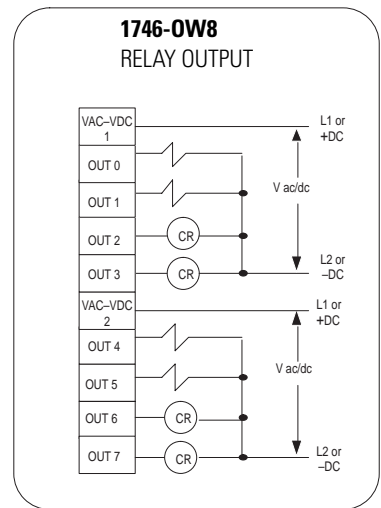 1746-OW8
RELAY OUTPUT
VAC–VDC
1
L1 or
+DC
OUT 0
OUT 1
V ac/dc
OUT 2
CR
OUT 3
CR
L2 or
–DC
VAC–VDC
2
L1 or
+DC
OUT 4
OUT 5
V ac/dc
OUT 6
CR
OUT 7
CR
L2 or
–DC